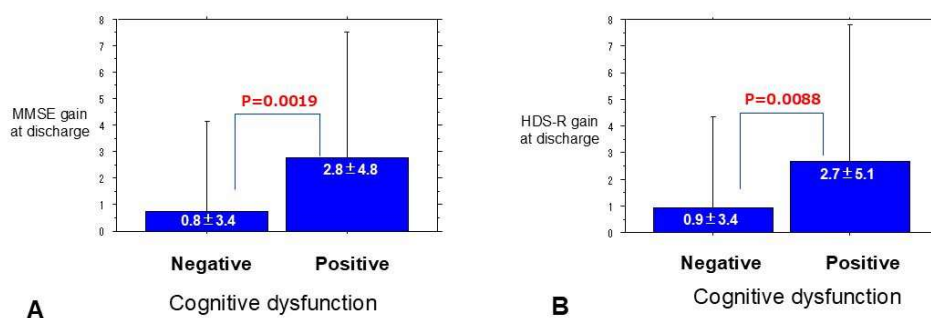 8
7
6
5
4
3
2
1
0
MMSE gain
at discharge
P=0.0019
0.8±3.4
2.8±4.8
Negative
Positive
Cognitive dysfunction
A
8
7
6
5
4
3
2
1
0
HDS-R gain
at discharge
P=0.0088
0.9±3.4
2.7±5.1
Negative
Positive
Cognitive dysfunction
B